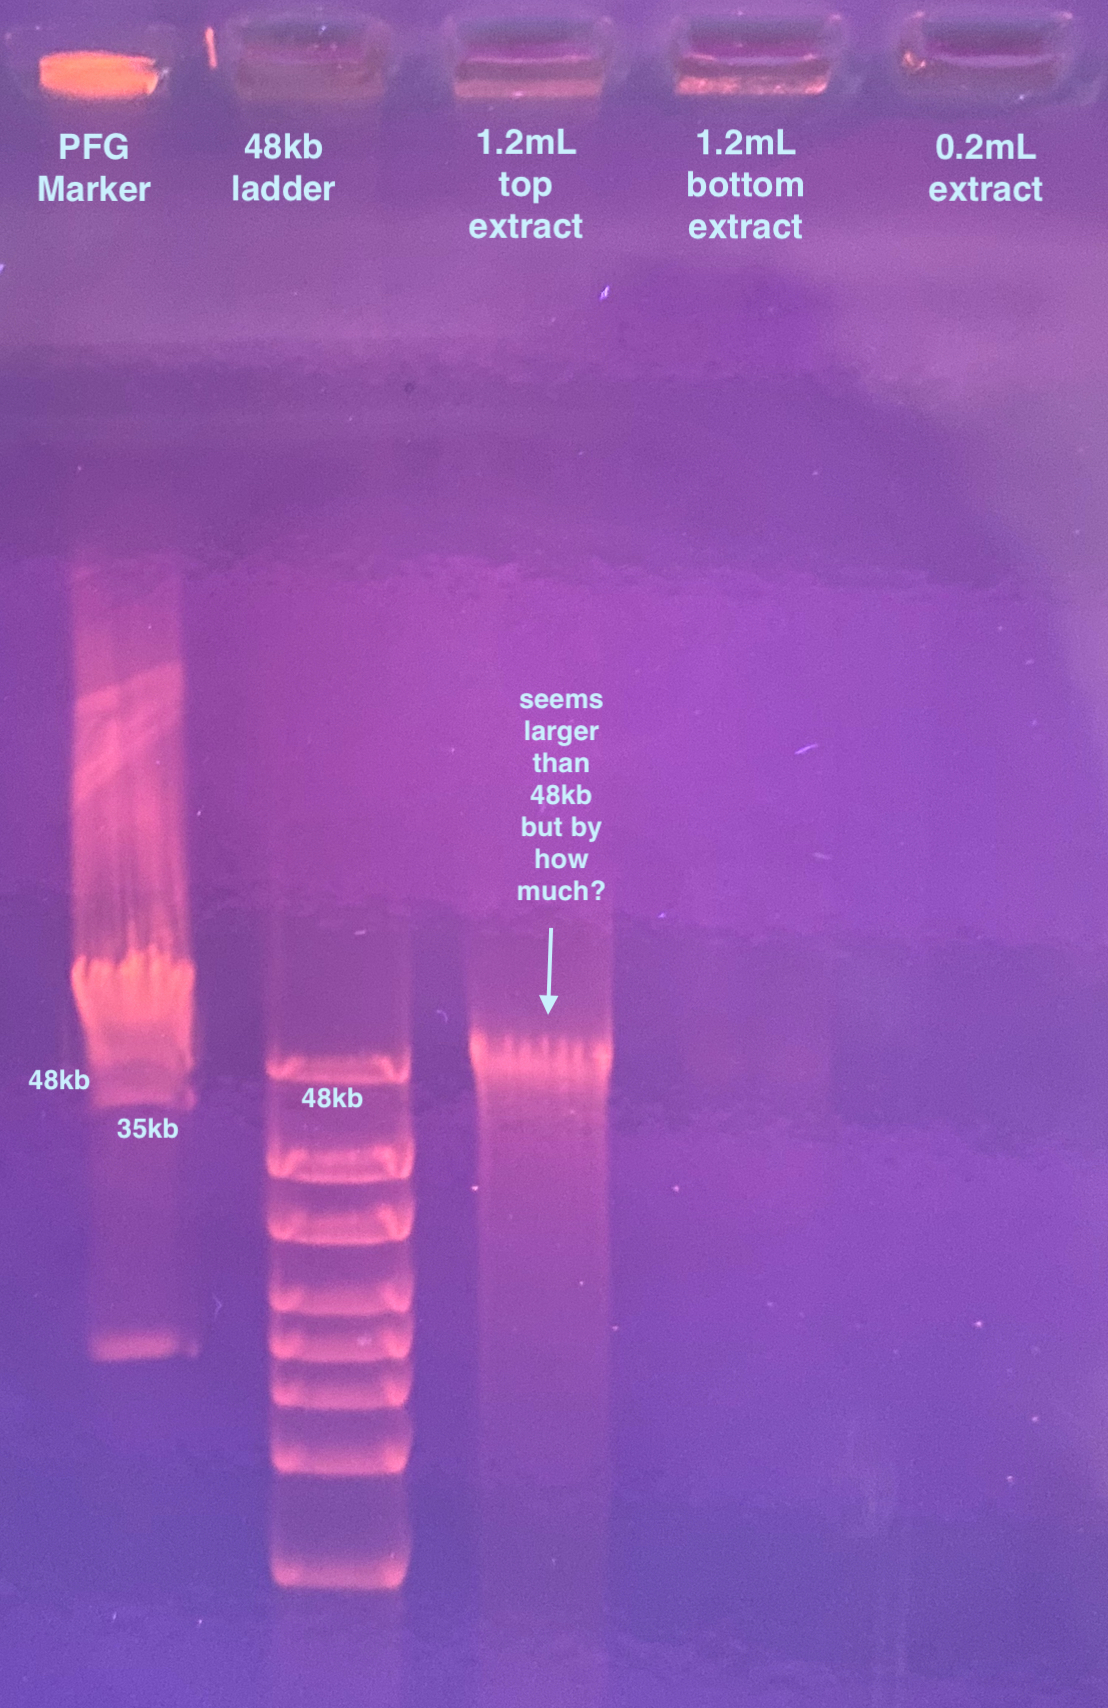 PFG
Marker
48kb
ladder
1.2mL
top
extract
1.2mL
bottom
extract
0.2mL
extract
seems
larger
than
48kb
but by
how
much?
48kb
48kb
35kb